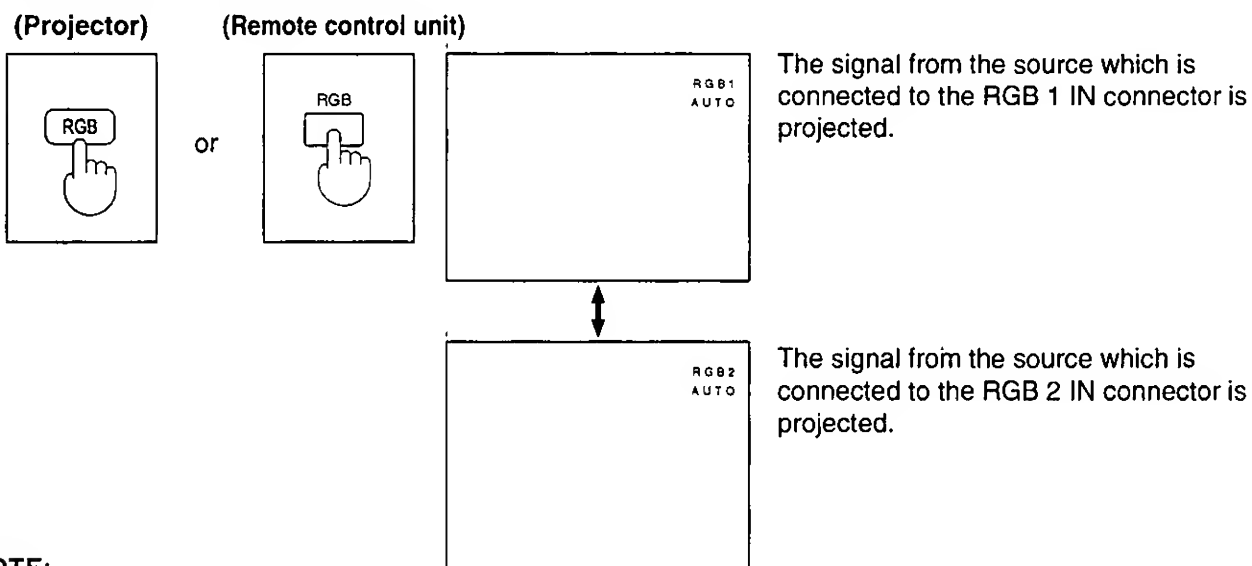 (Projector)
(Remote control unit)
RGB
or
RGB
RGB1
AUTO
The signal from the source which is
connected to the RGB 1 IN connector is
projected.
RGB2
AUTO
The signal from the source which is
connected to the RGB 2 IN connector is
projected.